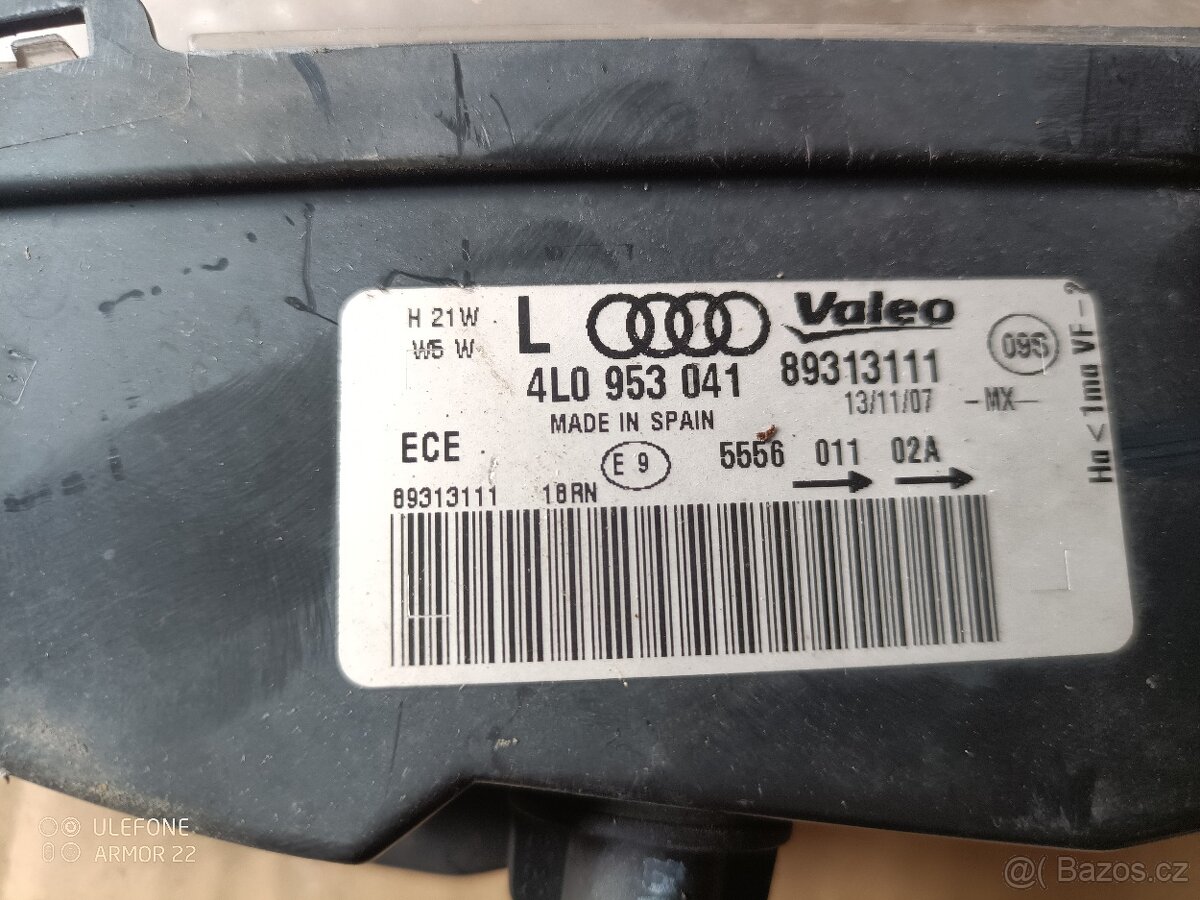 H 21W
W5 W
L
Valeo
4L0 953 041
89313111
09S
13/11/07 -MX-
MADE IN SPAIN
ECE
E 9
5556 011 02A
89313111 18RN
ULEFONE
ARMOR 22
@ Bazos.cz